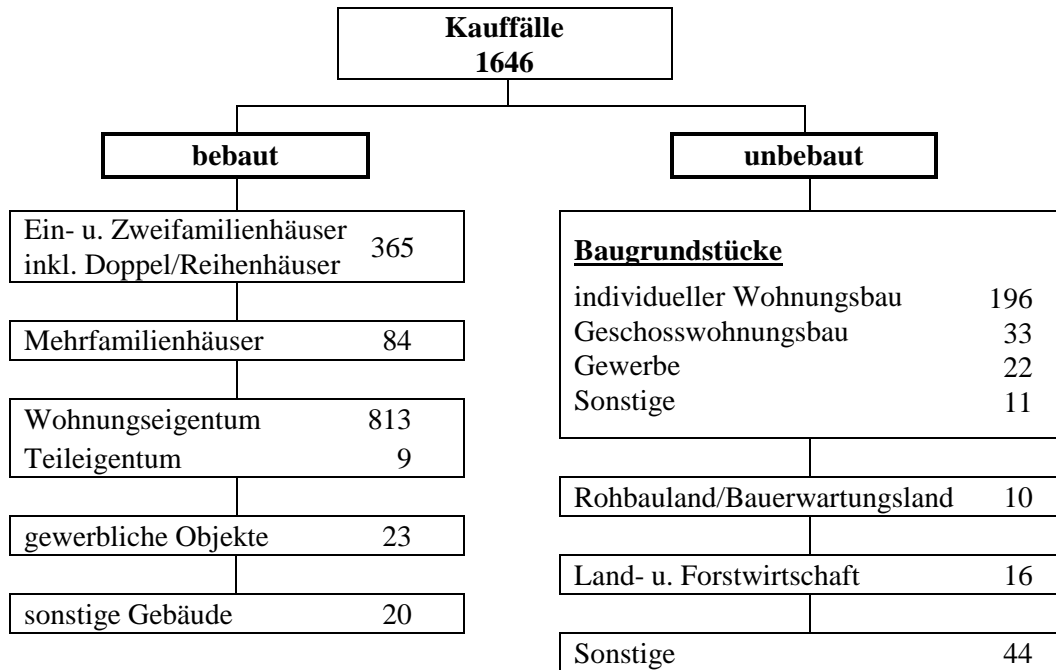 Kauffälle
1646
bebaut
Ein- u. Zweifamilienhäuser
inkl. Doppel/Reihenhäuser 365
Mehrfamilienhäuser 84
Wohnungseigentum 813
Teileigentum 9
gewerbliche Objekte 23
sonstige Gebäude 20
unbebaut
Baugrundstücke
individueller Wohnungsbau 196
Geschosswohnungsbau 33
Gewerbe 22
Sonstige 11
Rohbauland/Bauerwartungsland 10
Land- u. Forstwirtschaft 16
Sonstige 44